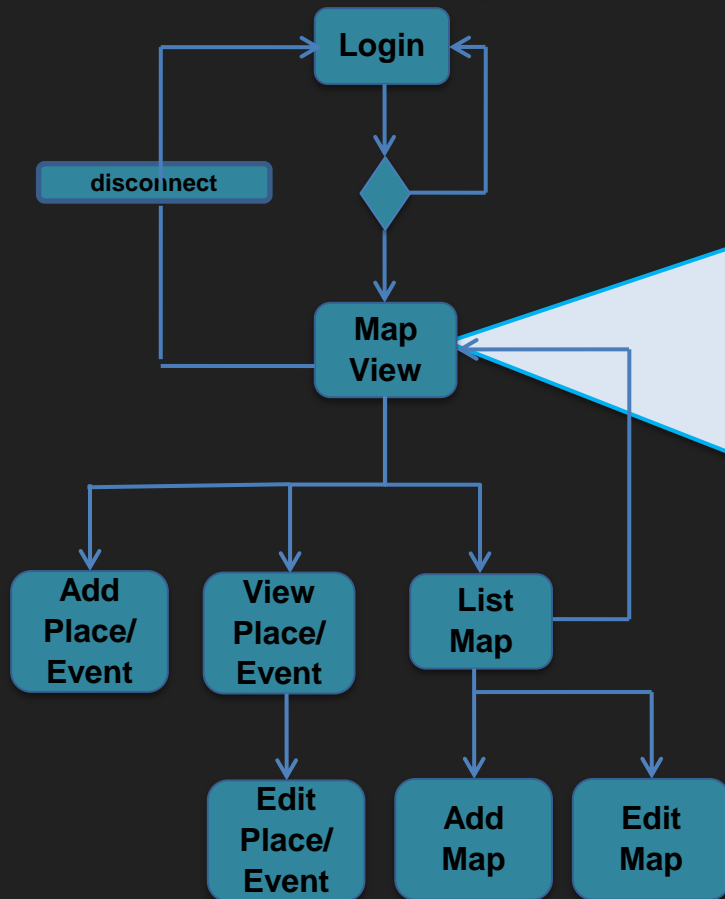 Login
disconnect
Map
View
Add
Place/
Event
View
Place/
Event
List
Map
Edit
Place/
Event
Add
Map
Edit
Map